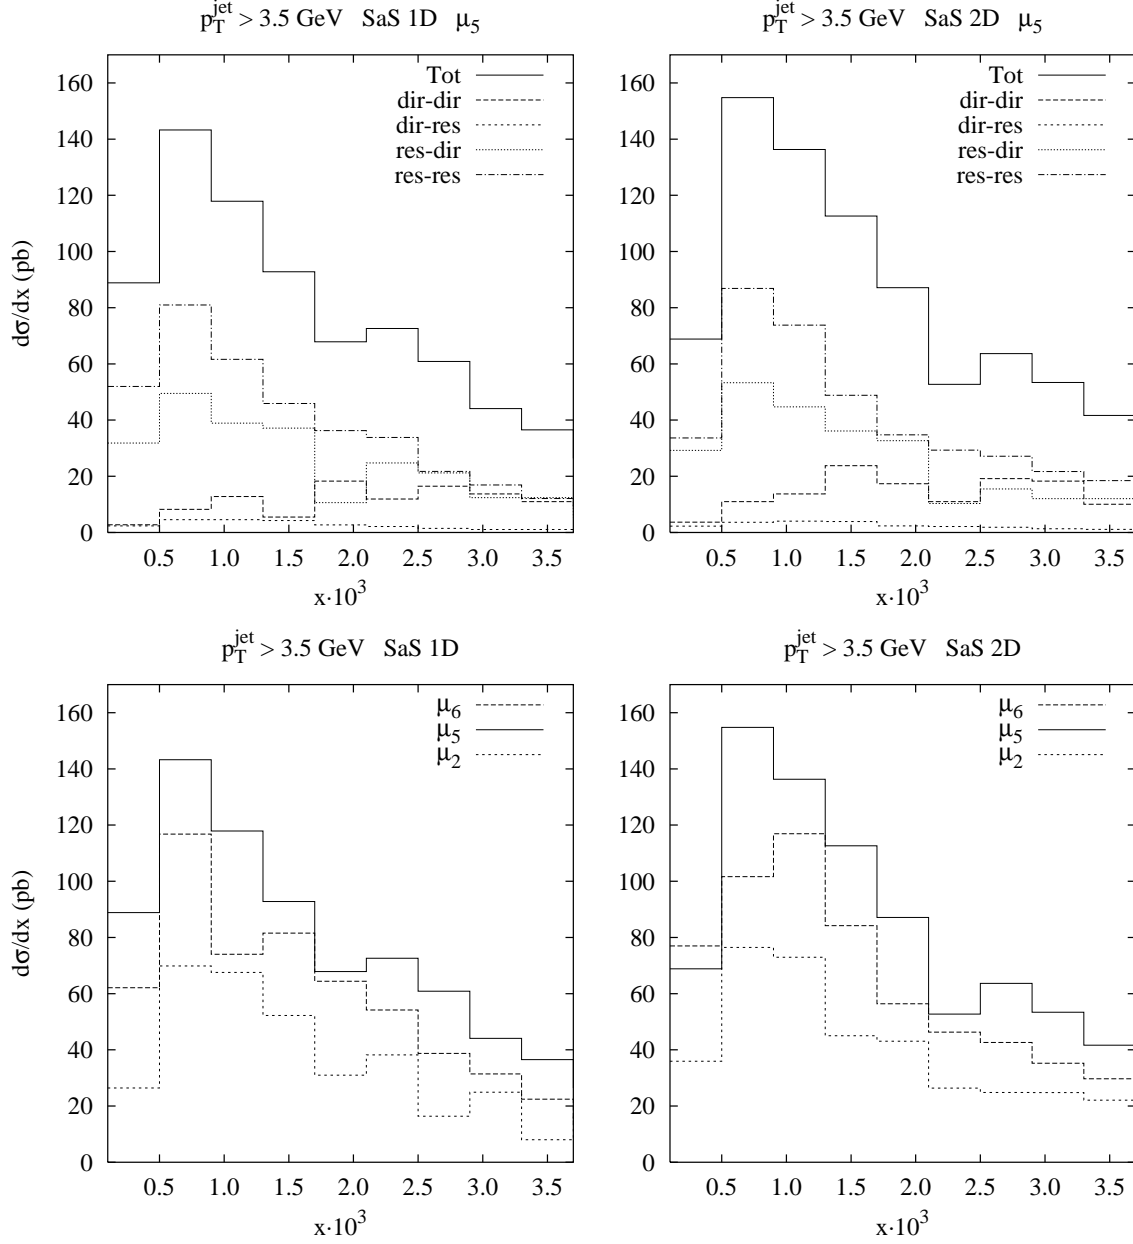 p_T^jet > 3.5 GeV SaS 1D μ_5
160
140
120
100
80
60
40
20
0
dσ/dx (pb)
Tot
dir-dir
dir-res
res-dir
res-res
0.5 1.0 1.5 2.0 2.5 3.0 3.5
x·10^3
p_T^jet > 3.5 GeV SaS 2D μ_5
160
140
120
100
80
60
40
20
0
Tot
dir-dir
dir-res
res-dir
res-res
0.5 1.0 1.5 2.0 2.5 3.0 3.5
x·10^3
p_T^jet > 3.5 GeV SaS 1D
160
140
120
100
80
60
40
20
0
dσ/dx (pb)
μ_6
μ_5
μ_2
0.5 1.0 1.5 2.0 2.5 3.0 3.5
x·10^3
p_T^jet > 3.5 GeV SaS 2D
160
140
120
100
80
60
40
20
0
μ_6
μ_5
μ_2
0.5 1.0 1.5 2.0 2.5 3.0 3.5
x·10^3